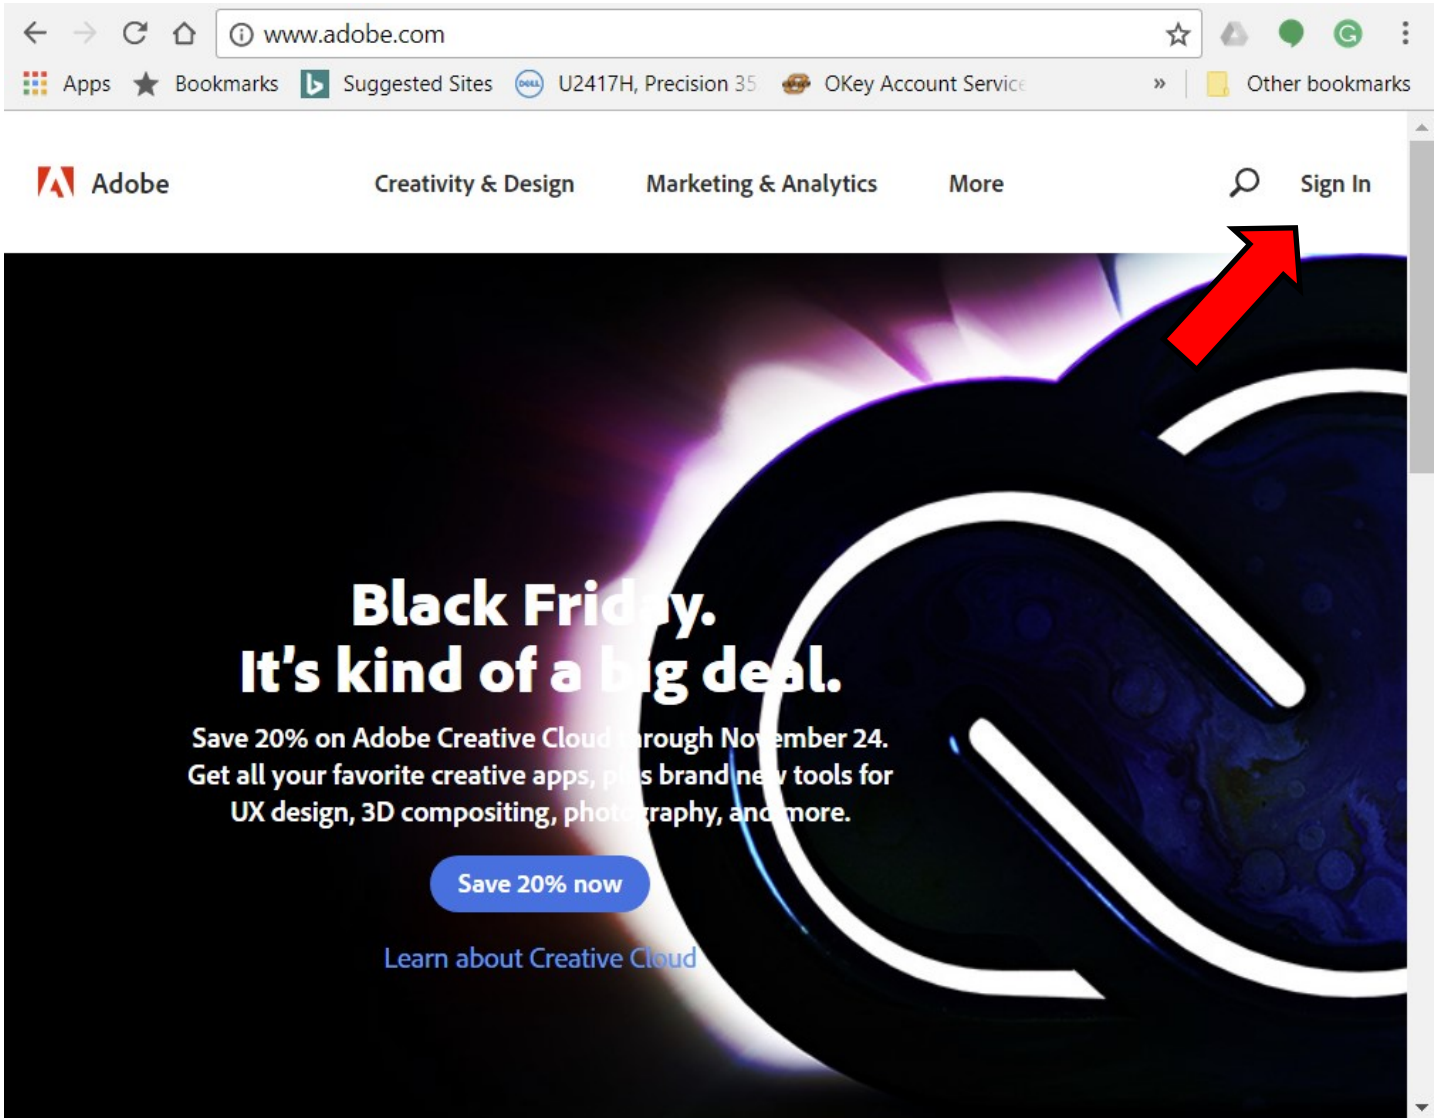 www.adobe.com
Apps Bookmarks Suggested Sites DELL U2417H, Precision 35 OKey Account Service » Other bookmarks
Adobe Creativity & Design Marketing & Analytics More Sign In
Black Friday.
It's kind of a big deal.
Save 20% on Adobe Creative Cloud through November 24.
Get all your favorite creative apps, plus brand new tools for
UX design, 3D compositing, photography, and more.
Save 20% now
Learn about Creative Cloud